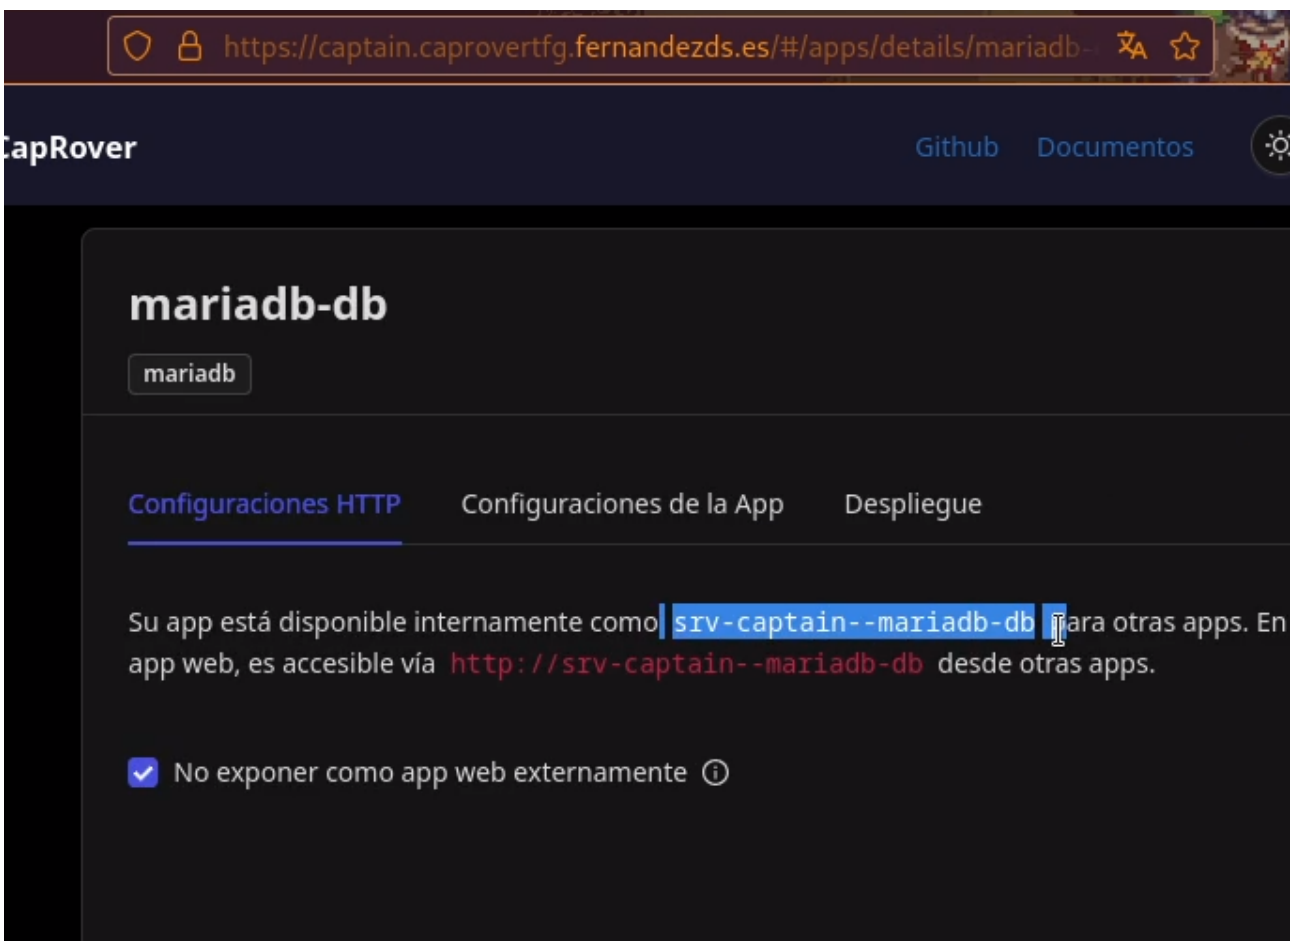 https://captain.caprovertfg.fernandezds.es/#/apps/details/mariadb-
CapRover
Github Documentos
mariadb-db
mariadb
Configuraciones HTTP Configuraciones de la App Despliegue
Su app está disponible internamente como srv-captain--mariadb-db para otras apps. En
app web, es accesible vía http://srv-captain--mariadb-db desde otras apps.
No exponer como app web externamente